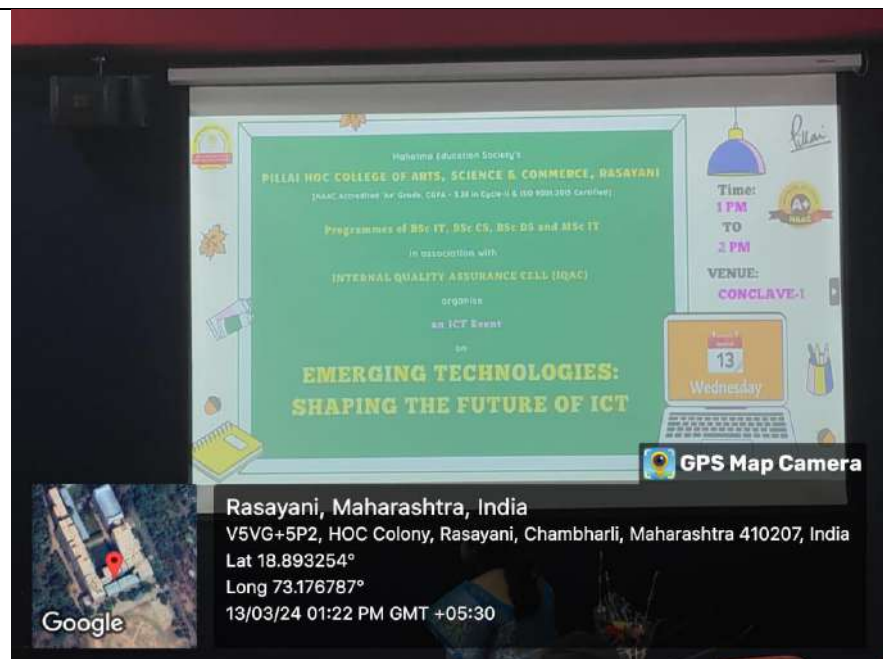 Mahatma Education Society's
PILLAI HOC COLLEGE OF ARTS, SCIENCE & COMMERCE, RASAYANI
Programmes of BSc IT, BSc CS, BSc DS and MSc IT
in association with
INTERNAL QUALITY ASSURANCE CELL (IQAC)
organise
an ICT Event
on
EMERGING TECHNOLOGIES:
SHAPING THE FUTURE OF ICT
Pillai
Time:
1 PM
TO
2 PM
A+
NAAC
VENUE:
CONCLAVE-I
13
Wednesday
GPS Map Camera
Google
Rasayani, Maharashtra, India
V5VG+5P2, HOC Colony, Rasayani, Chambharli, Maharashtra 410207, India
Lat 18.893254°
Long 73.176787°
13/03/24 01:22 PM GMT +05:30